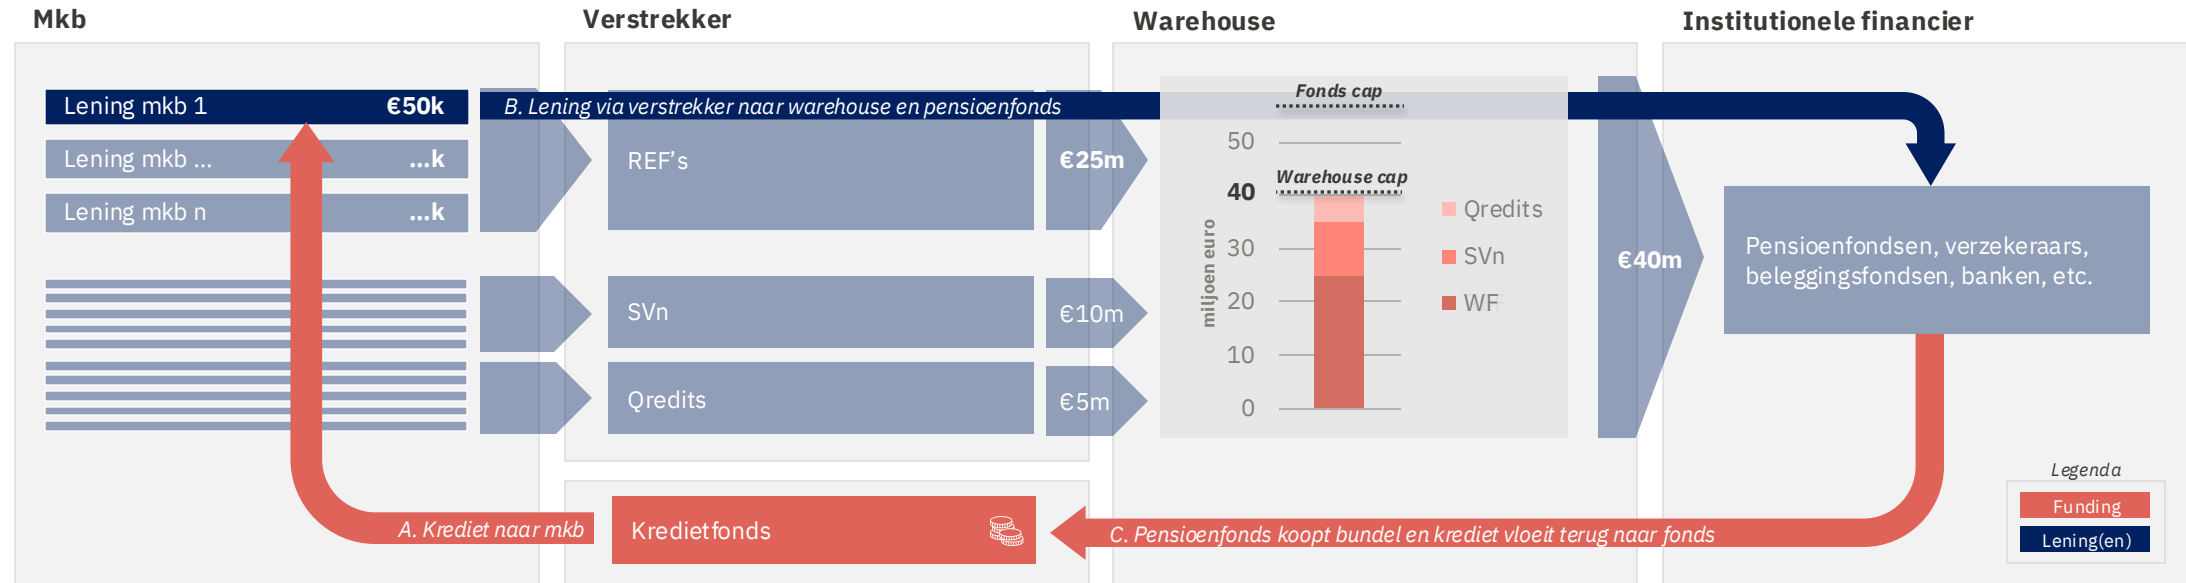 Mkb
Verstrekker
Warehouse
Institutionele financier
Lening mkb 1 €50k
Lening mkb ... ...k
Lening mkb n ...k
B. Lening via verstrekker naar warehouse en pensioenfonds
REF's
SVn
Qredits
€25m
€10m
€5m
Fonds cap
50
Warehouse cap
40
30
20
10
0
miljoen euro
Qredits
SVn
WF
€40m
Pensioenfondsen, verzekeraars,
beleggingsfondsen, banken, etc.
A. Krediet naar mkb
Kredietfonds
C. Pensioenfonds koopt bundel en krediet vloeit terug naar fonds
Legenda
Funding
Lening(en)